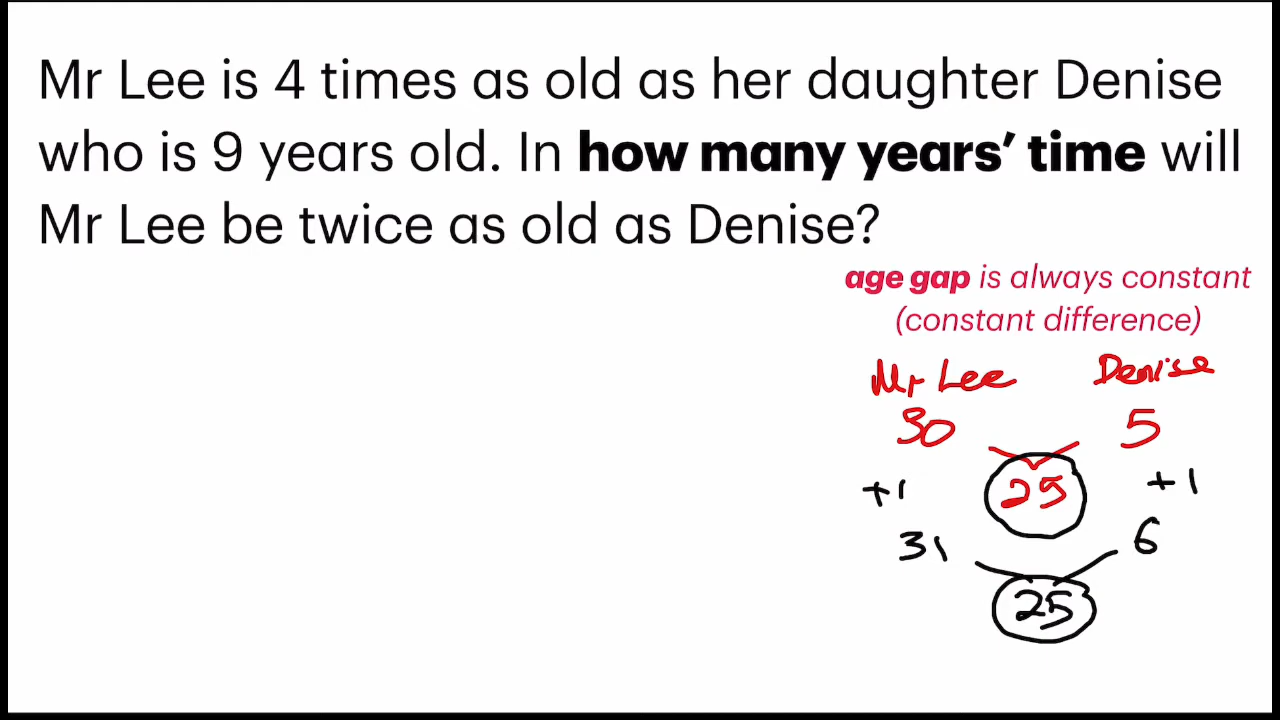 Mr Lee is 4 times as old as her daughter Denise
who is 9 years old. In how many years’ time will
Mr Lee be twice as old as Denise?
age gap is always constant
(constant difference)
Mr Lee Denise
30 5
+1 25 +1
31 6
25